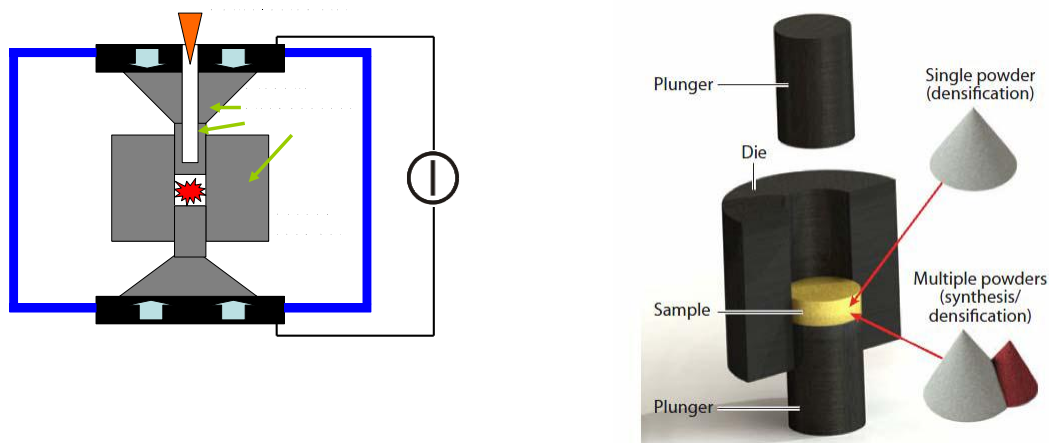 Plunger
Single powder
(densification)
Die
Sample
Multiple powders
(synthesis/
densification)
Plunger